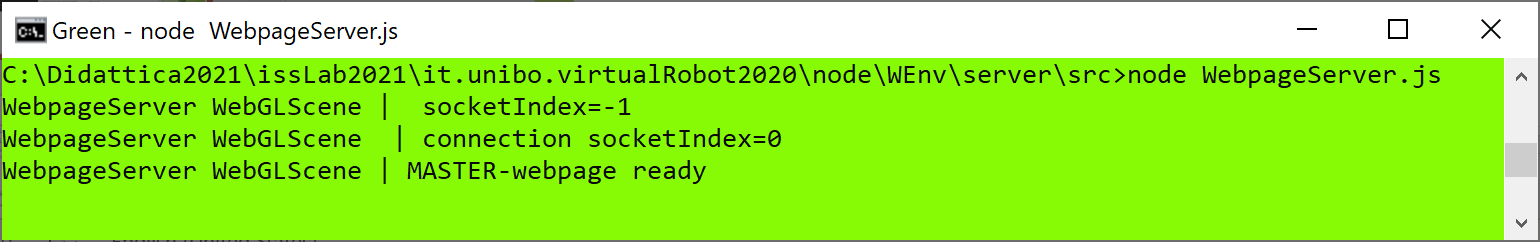 Green - node  WebpageServer.js
C:\Didattica2021\issLab2021\it.unibo.virtualRobot2020\node\WEnv\server\src>node WebpageServer.js
WebpageServer WebGLScene |  socketIndex=-1
WebpageServer WebGLScene  | connection socketIndex=0
WebpageServer WebGLScene | MASTER-webpage ready